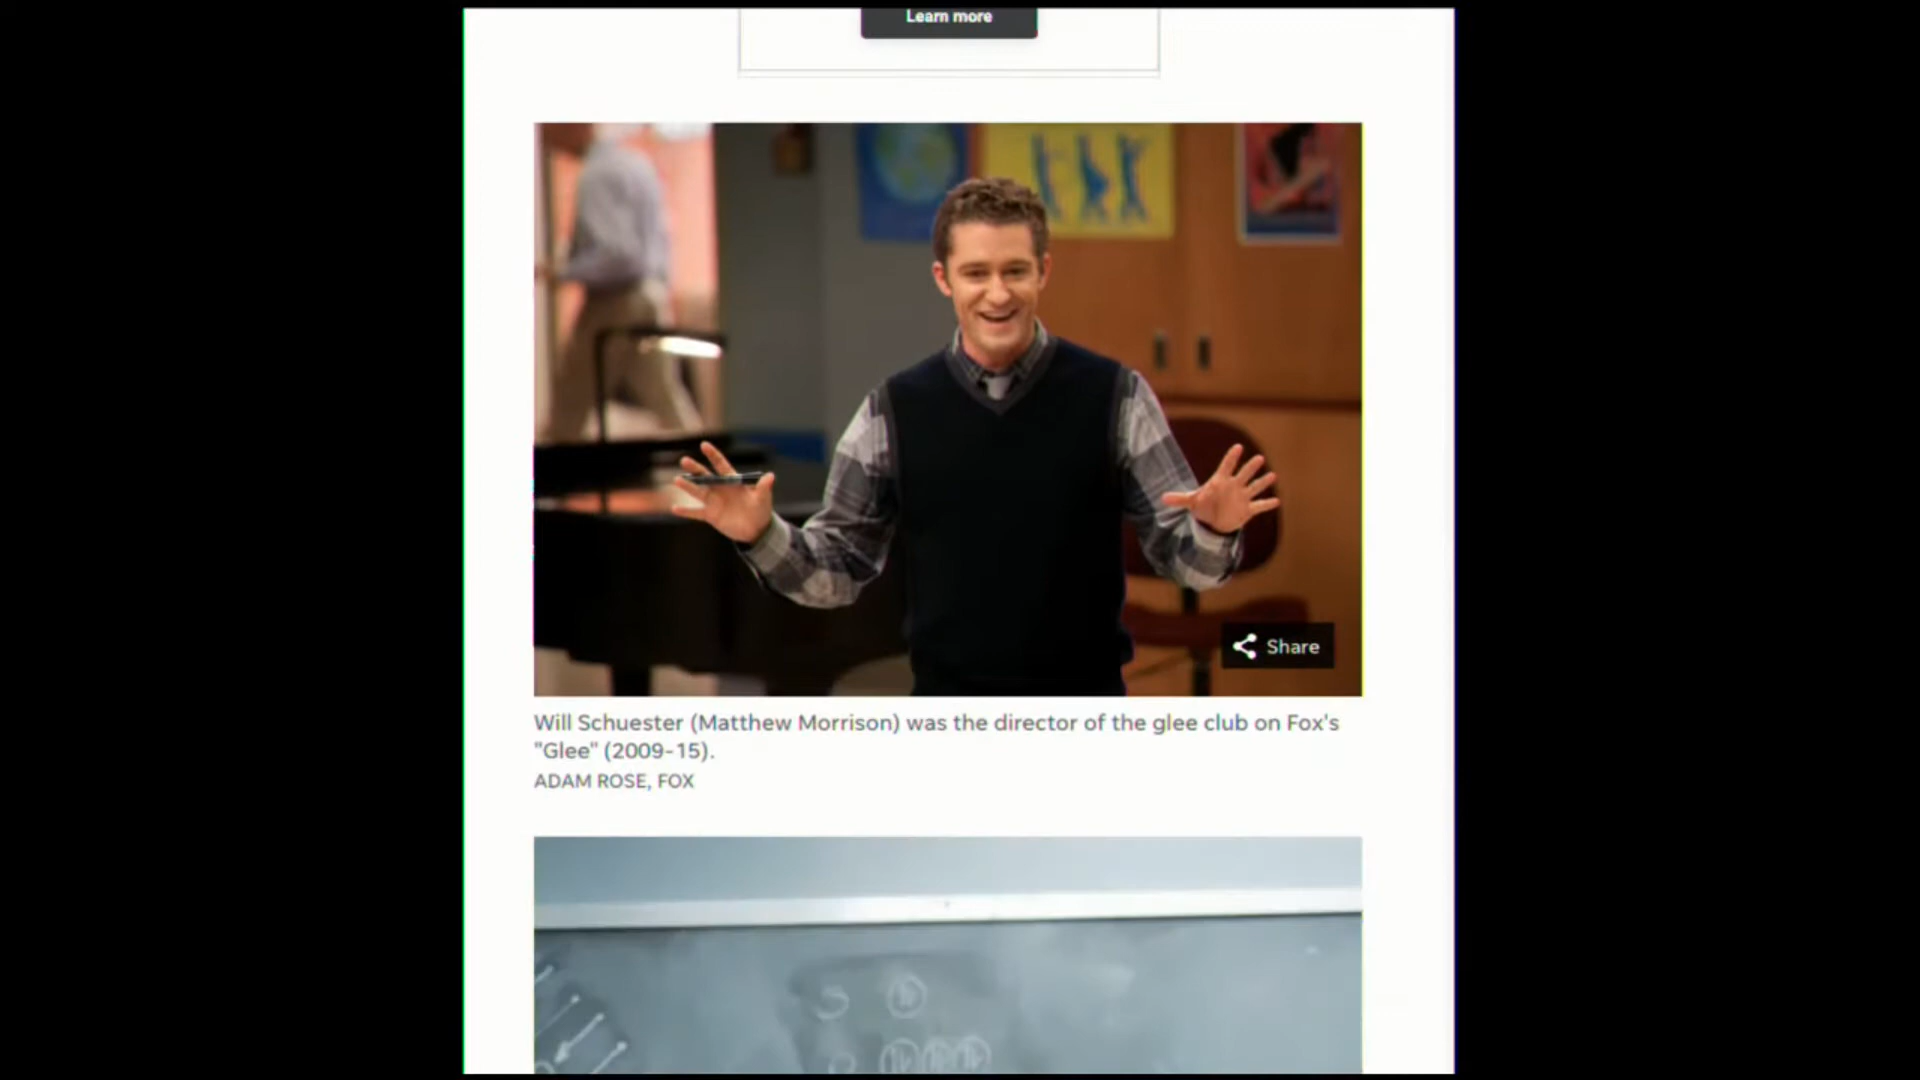 Learn more
Share
Will Schuester (Matthew Morrison) was the director of the glee club on Fox's
"Glee" (2009-15).
ADAM ROSE, FOX